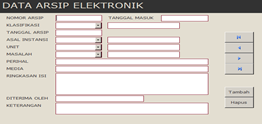 DATA ARSIP ELEKTRONIK
NOMOR ARSIP TANGGAL MASUK
KLASIFIKASI
TANGGAL ARSIP
ASAL INSTANSI
UNIT
MASALAH
PERIHAL
MEDIA
RINGKASAN ISI
DITERIMA OLEH
KETERANGAN
Tambah
Hapus